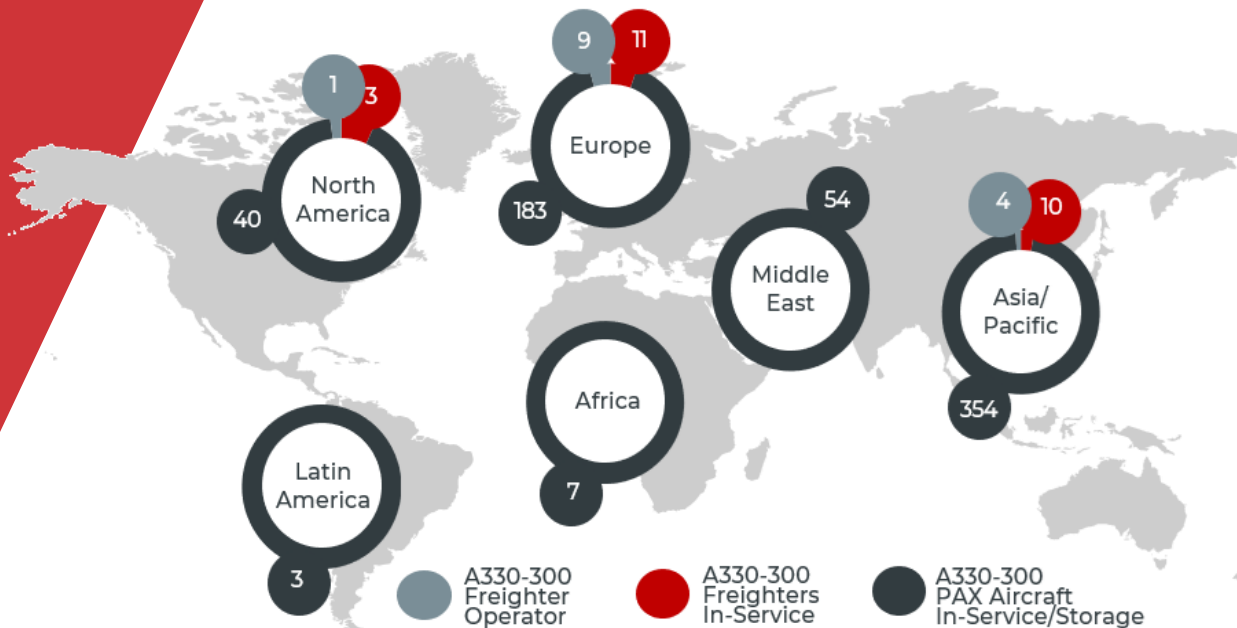 1
3
North
America
40
9
11
Europe
183
54
Middle
East
4
10
Asia/
Pacific
354
Africa
7
Latin
America
3
A330-300
Freighter
Operator
A330-300
Freighters
In-Service
A330-300
PAX Aircraft
In-Service/Storage